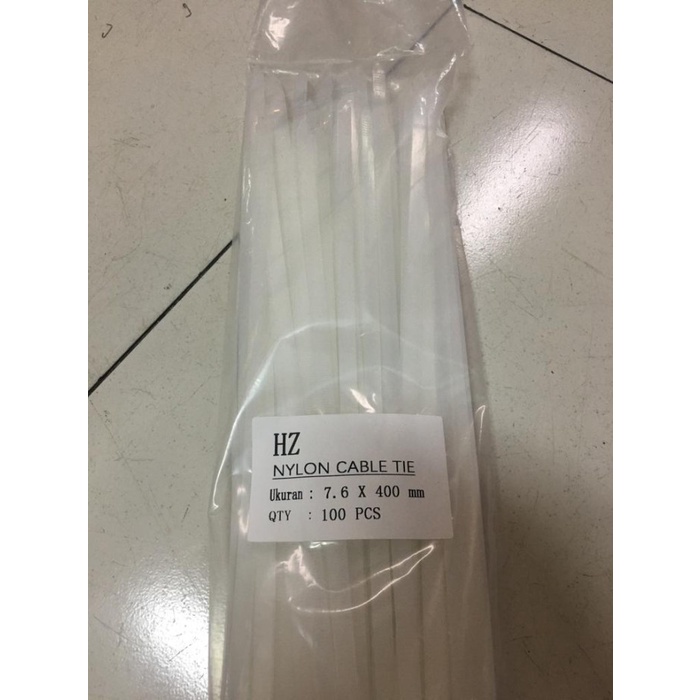 HZ
NYLON CABLE TIE
Ukuran : 7.6 X 400 mm
QTY : 100 PCS